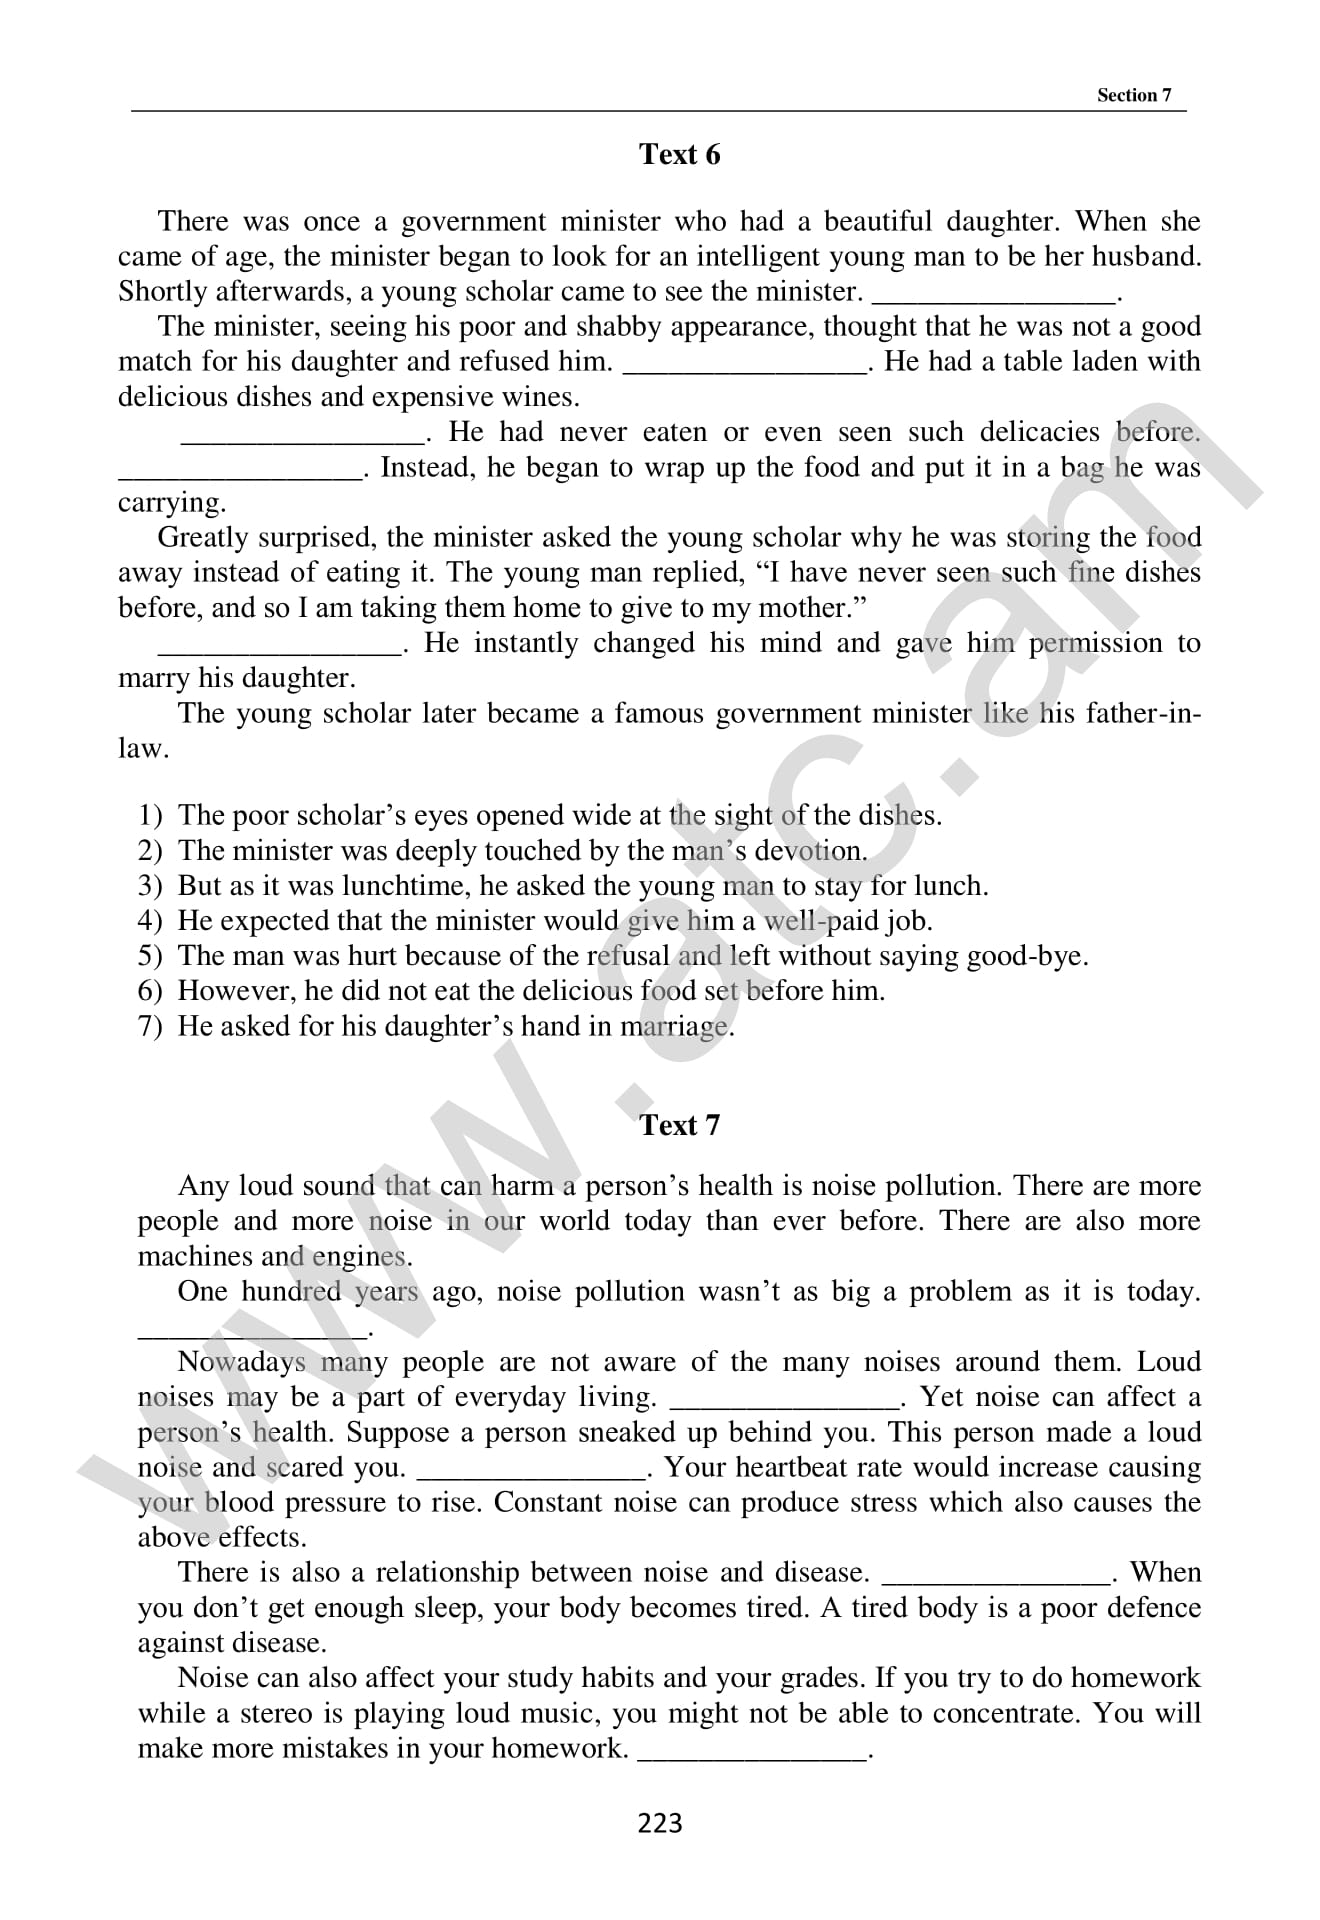 Section 7
Text 6
There was once a government minister who had a beautiful daughter. When she
came of age, the minister began to look for an intelligent young man to be her husband.
Shortly afterwards, a young scholar came to see the minister. ________________.
The minister, seeing his poor and shabby appearance, thought that he was not a good
match for his daughter and refused him. ________________. He had a table laden with
delicious dishes and expensive wines.
________________. He had never eaten or even seen such delicacies before.
________________. Instead, he began to wrap up the food and put it in a bag he was
carrying.
Greatly surprised, the minister asked the young scholar why he was storing the food
away instead of eating it. The young man replied, “I have never seen such fine dishes
before, and so I am taking them home to give to my mother.”
________________. He instantly changed his mind and gave him permission to
marry his daughter.
The young scholar later became a famous government minister like his father-in-
law.
1) The poor scholar’s eyes opened wide at the sight of the dishes.
2) The minister was deeply touched by the man’s devotion.
3) But as it was lunchtime, he asked the young man to stay for lunch.
4) He expected that the minister would give him a well-paid job.
5) The man was hurt because of the refusal and left without saying good-bye.
6) However, he did not eat the delicious food set before him.
7) He asked for his daughter’s hand in marriage.
Text 7
Any loud sound that can harm a person’s health is noise pollution. There are more
people and more noise in our world today than ever before. There are also more
machines and engines.
One hundred years ago, noise pollution wasn’t as big a problem as it is today.
_______________.
Nowadays many people are not aware of the many noises around them. Loud
noises may be a part of everyday living. _______________. Yet noise can affect a
person’s health. Suppose a person sneaked up behind you. This person made a loud
noise and scared you. _______________. Your heartbeat rate would increase causing
your blood pressure to rise. Constant noise can produce stress which also causes the
above effects.
There is also a relationship between noise and disease. _______________. When
you don’t get enough sleep, your body becomes tired. A tired body is a poor defence
against disease.
Noise can also affect your study habits and your grades. If you try to do homework
while a stereo is playing loud music, you might not be able to concentrate. You will
make more mistakes in your homework. _______________.
223
www.atc.am